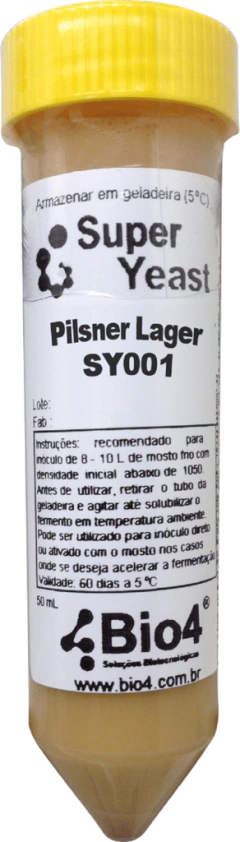 Armazenar em geladeira (5ºC)
Super
Yeast
Pilsner Lager
SY001
Lote:
Fab:
Instruções: recomendado para
inóculo de 8 - 10 L de mosto frio com
densidade inicial abaixo de 1050.
Antes de utilizar, retirar o tubo da
geladeira e agitar até solubilizar o
fermento em temperatura ambiente.
Pode ser utilizado para inóculo direto
ou ativado com o mosto nos casos
onde se deseja acelerar a fermentação
Validade: 60 dias a 5 ºC
50 mL
Bio4®
Soluções Biotecnológicas
www.bio4.com.br